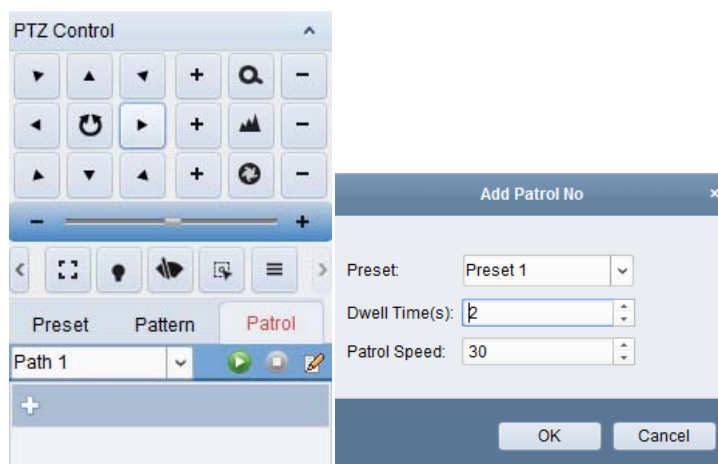 PTZ Control
Preset
Pattern
Patrol
Path 1
Add Patrol No
Preset:
Preset 1
Dwell Time(s):
2
Patrol Speed:
30
OK
Cancel